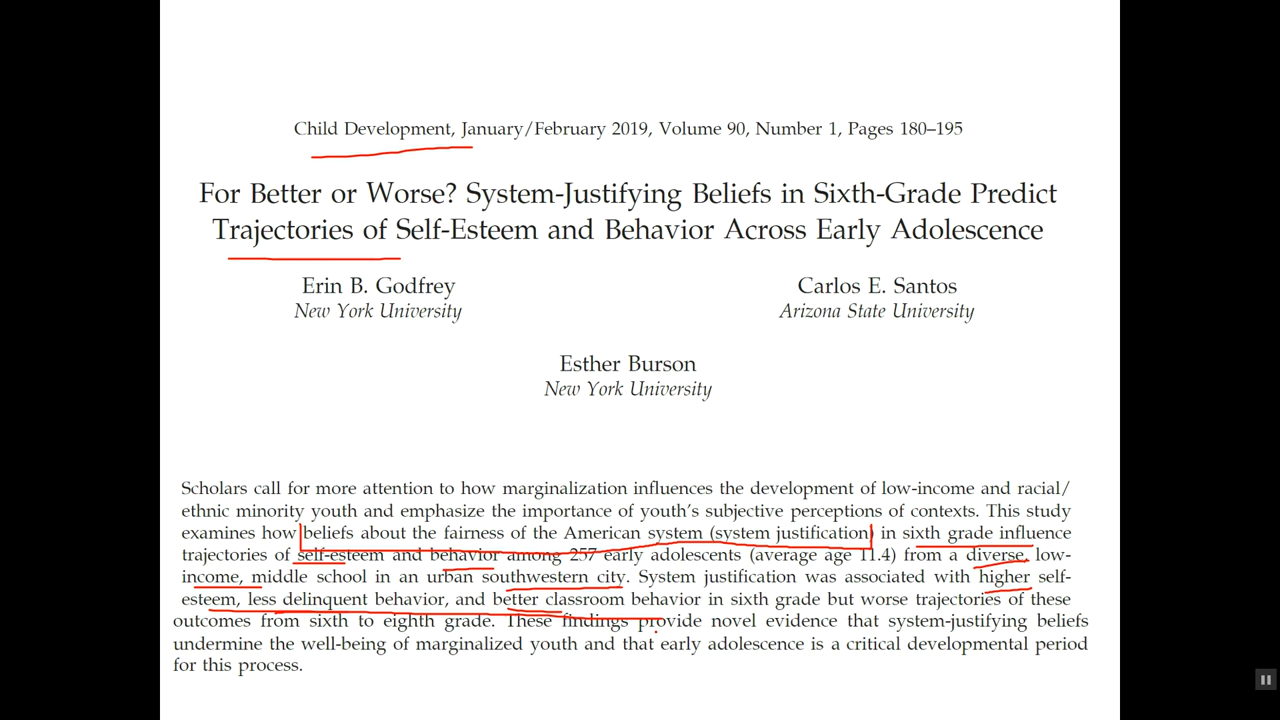 Child Development, January/February 2019, Volume 90, Number 1, Pages 180–195
For Better or Worse? System-Justifying Beliefs in Sixth-Grade Predict
Trajectories of Self-Esteem and Behavior Across Early Adolescence
Erin B. Godfrey
New York University
Carlos E. Santos
Arizona State University
Esther Burson
New York University
Scholars call for more attention to how marginalization influences the development of low-income and racial/
ethnic minority youth and emphasize the importance of youth's subjective perceptions of contexts. This study
examines how beliefs about the fairness of the American system (system justification) in sixth grade influence
trajectories of self-esteem and behavior among 257 early adolescents (average age 11.4) from a diverse, low-
income, middle school in an urban southwestern city. System justification was associated with higher self-
esteem, less delinquent behavior, and better classroom behavior in sixth grade but worse trajectories of these
outcomes from sixth to eighth grade. These findings provide novel evidence that system-justifying beliefs
undermine the well-being of marginalized youth and that early adolescence is a critical developmental period
for this process.